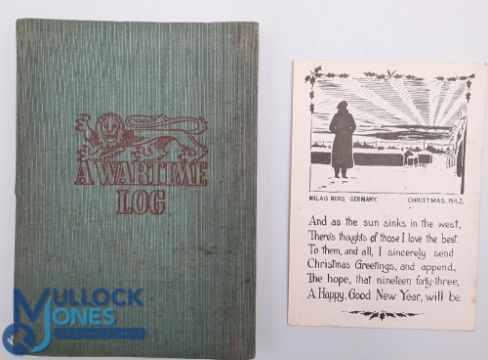 A WARTIME
LOG
MILAG NORD, GERMANY. CHRISTMAS, 1942.
And as the sun sinks in the west,
There's thoughts of those I love the best.
To them, and all, I sincerely send
Christmas Greetings, and append,
The hope, that nineteen forty-three,
A Happy, Good New Year, will be.
MULLOCK
JONES